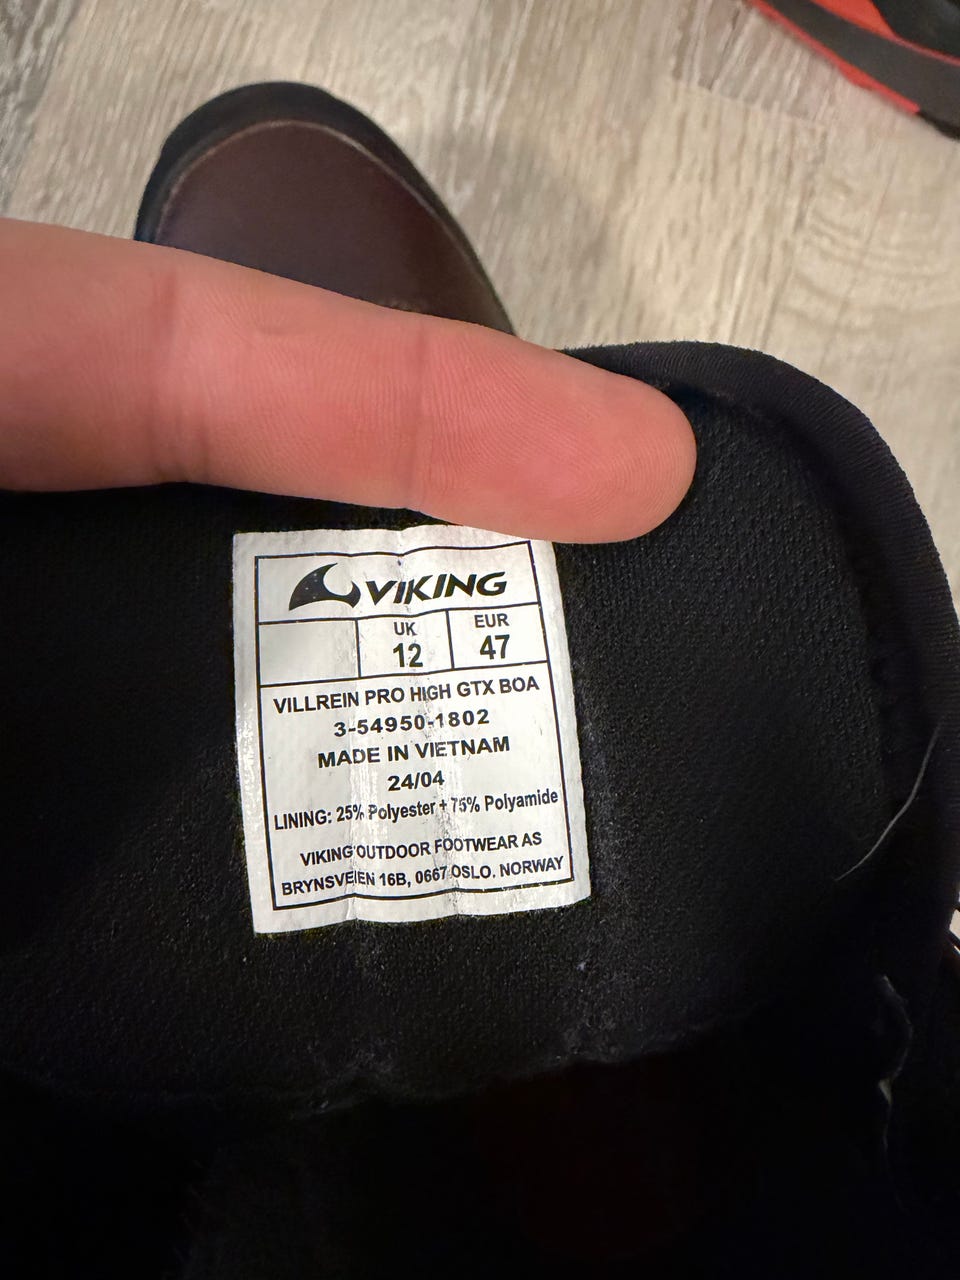 VIKING
UK EUR
12 47
VILLREIN PRO HIGH GTX BOA
3-54950-1802
MADE IN VIETNAM
24/04
LINING: 25% Polyester + 75% Polyamide
VIKING OUTDOOR FOOTWEAR AS
BRYNSVEIEN 16B, 0667 OSLO. NORWAY